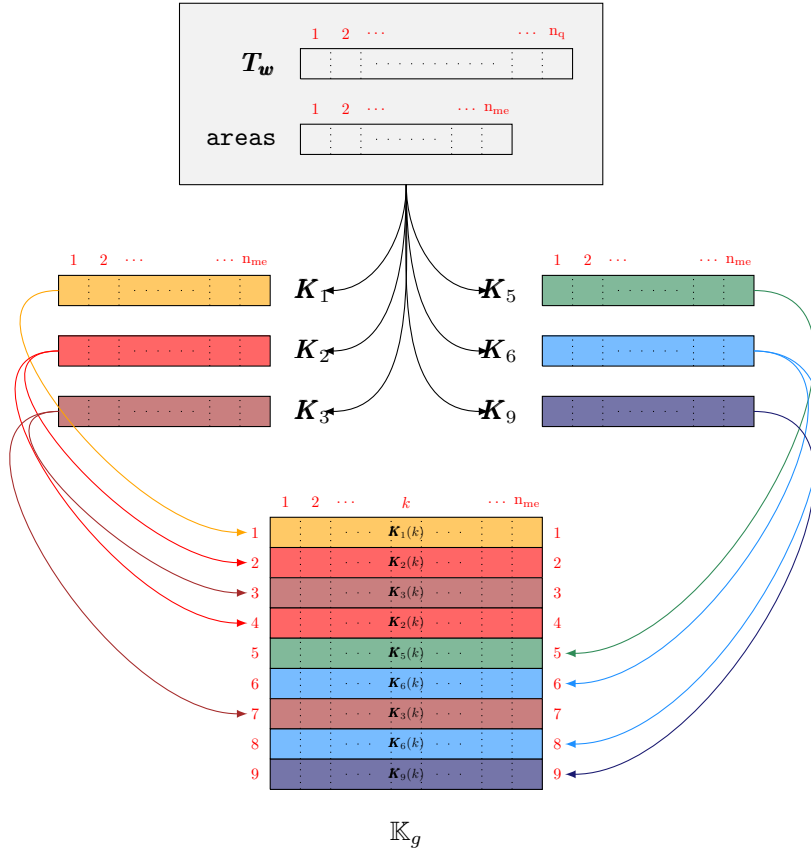 1 2 ··· ··· n_q
T_w
1 2 ··· ··· n_me
areas
1 2 ··· ··· n_me
1 2 ··· ··· n_me
K_1 K_5
K_2 K_6
K_3 K_9
1 2 ··· k ··· n_me
1 K_1(k) 1
2 K_2(k) 2
3 K_3(k) 3
4 K_2(k) 4
5 K_5(k) 5
6 K_6(k) 6
7 K_3(k) 7
8 K_6(k) 8
9 K_9(k) 9
𝕂_g